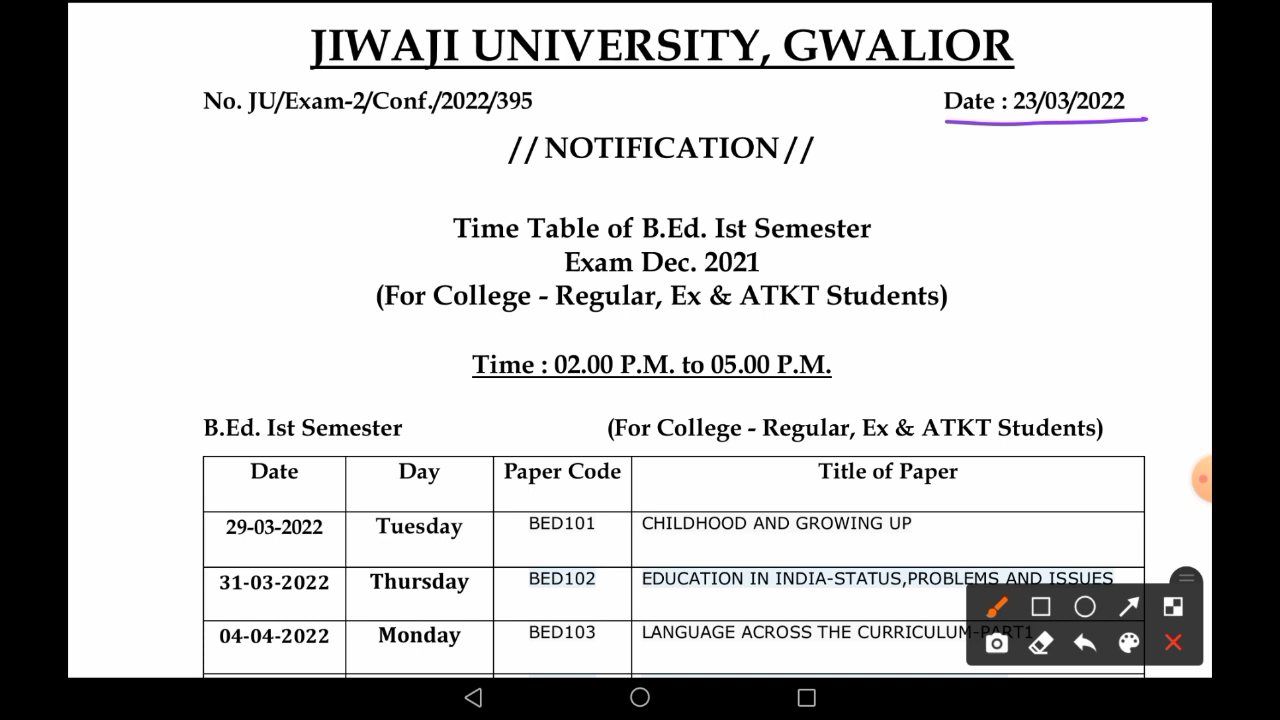 JIWAJI UNIVERSITY, GWALIOR
No. JU/Exam-2/Conf./2022/395 Date : 23/03/2022
// NOTIFICATION //
Time Table of B.Ed. Ist Semester
Exam Dec. 2021
(For College - Regular, Ex & ATKT Students)
Time : 02.00 P.M. to 05.00 P.M.
B.Ed. Ist Semester (For College - Regular, Ex & ATKT Students)
Date Day Paper Code Title of Paper
29-03-2022 Tuesday BED101 CHILDHOOD AND GROWING UP
31-03-2022 Thursday BED102 EDUCATION IN INDIA-STATUS,PROBLEMS AND ISSUES
04-04-2022 Monday BED103 LANGUAGE ACROSS THE CURRICULUM-PART1